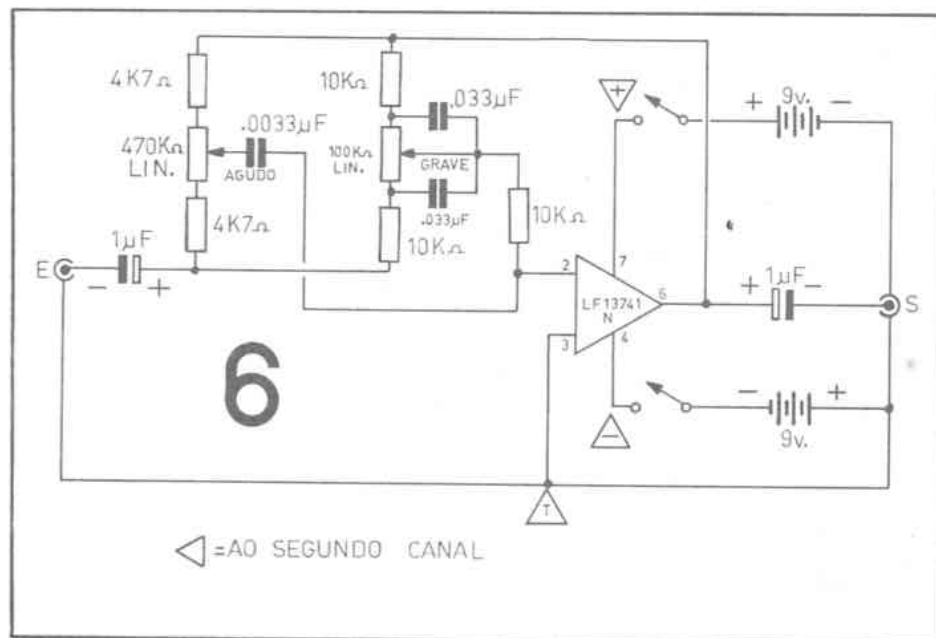 4K7Ω
10KΩ
.033µF
+
+ 9v. -
.0033µF
470KΩ
LIN.
AGUDO
100KΩ
LIN.
GRAVE
.033µF
4K7Ω
10KΩ
10KΩ
1µF
E
- +
2
7
LF13741
N
6
3
4
+ 1µF -
S
6
-
- +
9v.
T
=AO SEGUNDO CANAL